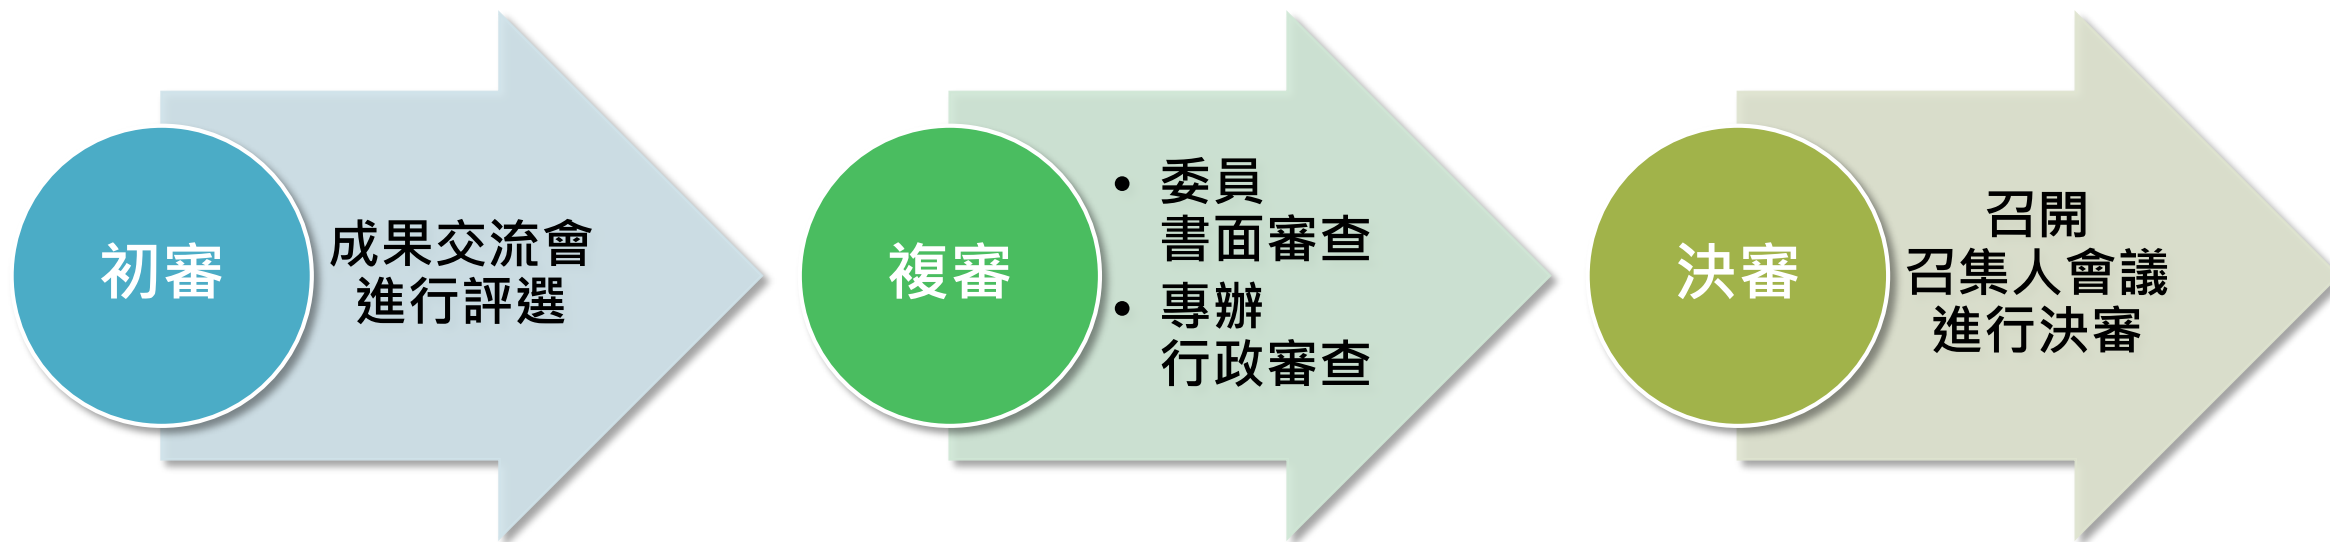 初審
成果交流會
進行評選
複審
• 委員
書面審查
• 專辦
行政審查
決審
召開
召集人會議
進行決審